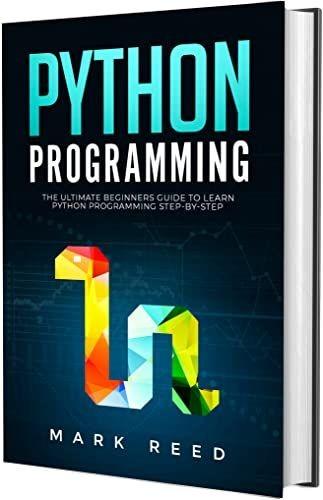 PYTHON
PROGRAMMING
THE ULTIMATE BEGINNERS GUIDE TO LEARN
PYTHON PROGRAMMING STEP-BY-STEP
MARK REED